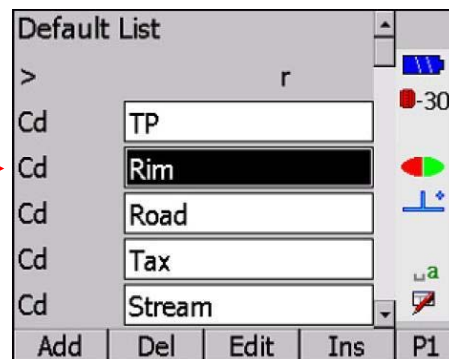 Default List
> r
-30
Cd TP
Cd Rim
Cd Road
Cd Tax
a
Cd Stream
Add Del Edit Ins P1